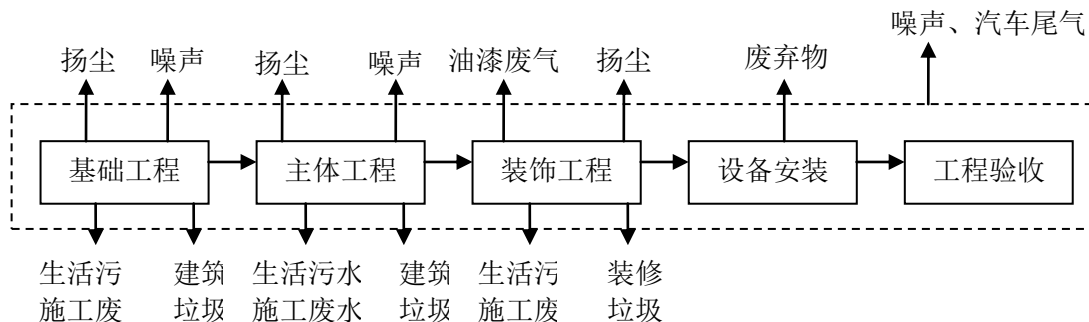 噪声、汽车尾气
扬尘 噪声 扬尘 噪声 油漆废气 扬尘 废弃物
基础工程 主体工程 装饰工程 设备安装 工程验收
生活污 建筑 生活污水 建筑 生活污 装修
施工废 垃圾 施工废水 垃圾 施工废 垃圾